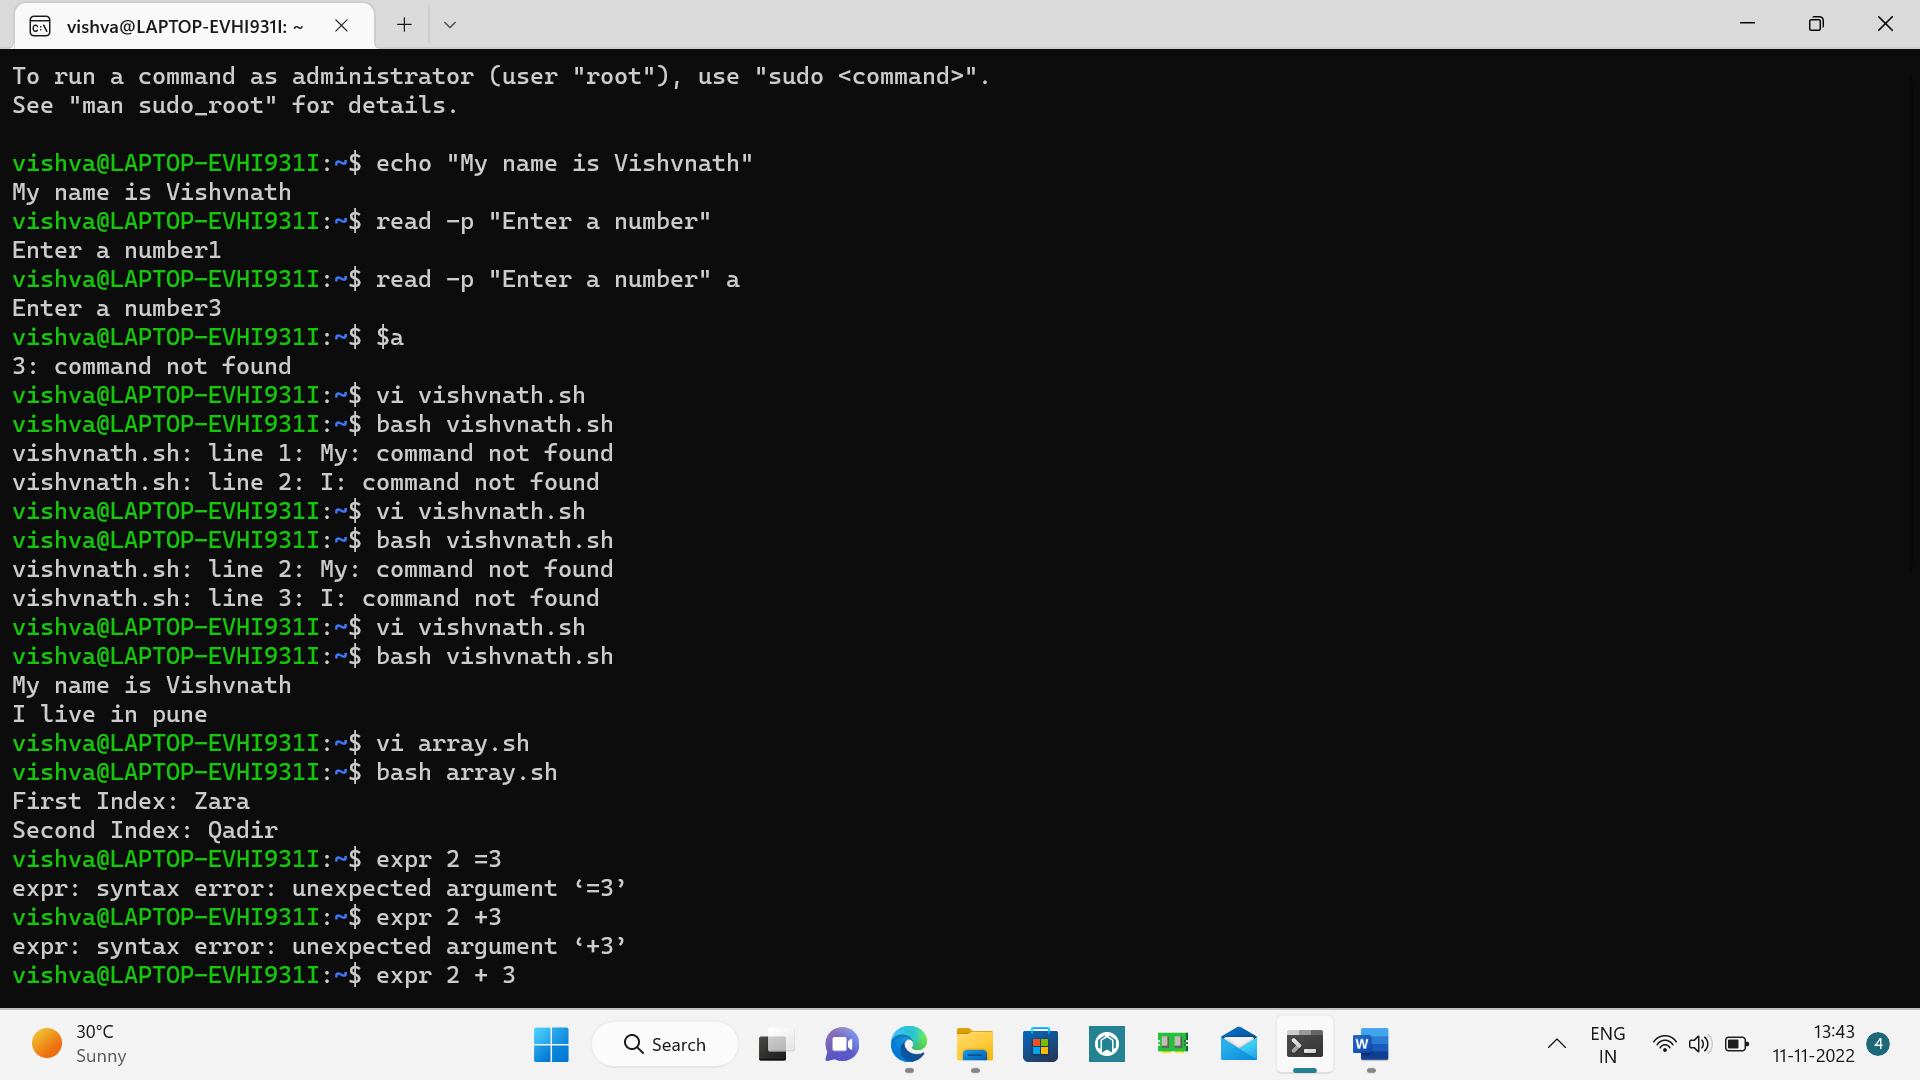 vishva@LAPTOP-EVHI931I: ~
To run a command as administrator (user "root"), use "sudo <command>".
See "man sudo_root" for details.
vishva@LAPTOP-EVHI931I:~$ echo "My name is Vishvnath"
My name is Vishvnath
vishva@LAPTOP-EVHI931I:~$ read -p "Enter a number"
Enter a number1
vishva@LAPTOP-EVHI931I:~$ read -p "Enter a number" a
Enter a number3
vishva@LAPTOP-EVHI931I:~$ $a
3: command not found
vishva@LAPTOP-EVHI931I:~$ vi vishvnath.sh
vishva@LAPTOP-EVHI931I:~$ bash vishvnath.sh
vishvnath.sh: line 1: My: command not found
vishvnath.sh: line 2: I: command not found
vishva@LAPTOP-EVHI931I:~$ vi vishvnath.sh
vishva@LAPTOP-EVHI931I:~$ bash vishvnath.sh
vishvnath.sh: line 2: My: command not found
vishvnath.sh: line 3: I: command not found
vishva@LAPTOP-EVHI931I:~$ vi vishvnath.sh
vishva@LAPTOP-EVHI931I:~$ bash vishvnath.sh
My name is Vishvnath
I live in pune
vishva@LAPTOP-EVHI931I:~$ vi array.sh
vishva@LAPTOP-EVHI931I:~$ bash array.sh
First Index: Zara
Second Index: Qadir
vishva@LAPTOP-EVHI931I:~$ expr 2 =3
expr: syntax error: unexpected argument ‘=3’
vishva@LAPTOP-EVHI931I:~$ expr 2 +3
expr: syntax error: unexpected argument ‘+3’
vishva@LAPTOP-EVHI931I:~$ expr 2 + 3
30°C
Sunny
Search
W
ENG
IN
13:43
11-11-2022
4